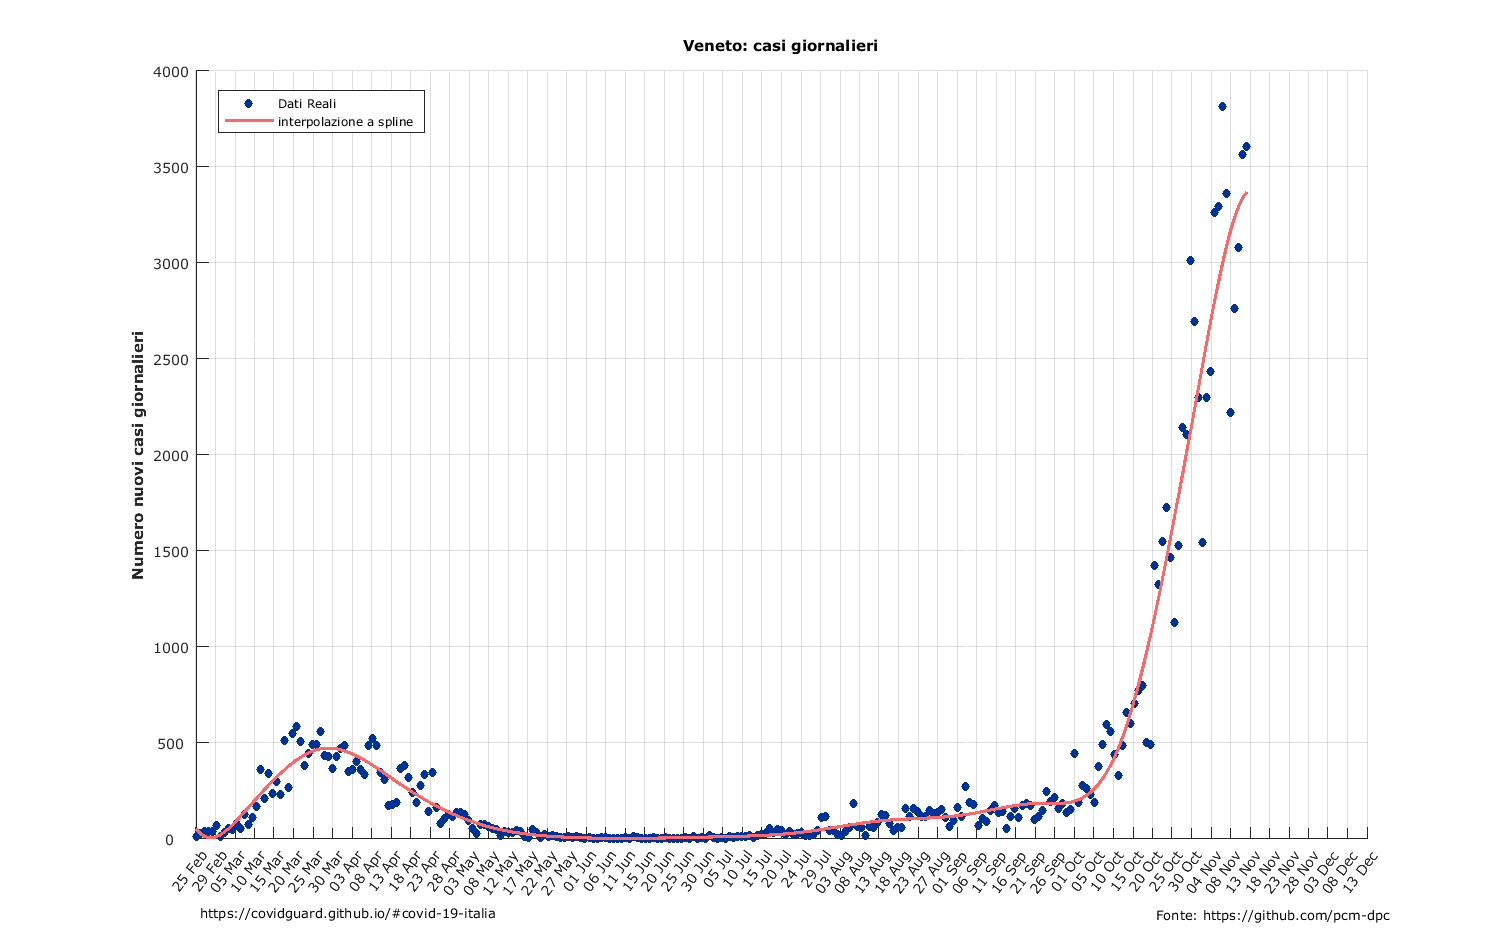 Veneto: casi giornalieri
Dati Reali
interpolazione a spline
Numero nuovi casi giornalieri
4000
3500
3000
2500
2000
1500
1000
500
0
25 Feb
29 Feb
05 Mar
10 Mar
15 Mar
20 Mar
25 Mar
30 Mar
03 Apr
08 Apr
13 Apr
18 Apr
23 Apr
28 Apr
03 May
08 May
12 May
17 May
22 May
27 May
01 Jun
06 Jun
11 Jun
15 Jun
20 Jun
25 Jun
30 Jun
05 Jul
10 Jul
15 Jul
20 Jul
24 Jul
29 Jul
03 Aug
08 Aug
13 Aug
18 Aug
23 Aug
27 Aug
01 Sep
06 Sep
11 Sep
16 Sep
21 Sep
26 Sep
01 Oct
05 Oct
10 Oct
15 Oct
20 Oct
25 Oct
30 Oct
04 Nov
08 Nov
13 Nov
18 Nov
23 Nov
28 Nov
03 Dec
08 Dec
13 Dec
https://covidguard.github.io/#covid-19-italia
Fonte: https://github.com/pcm-dpc